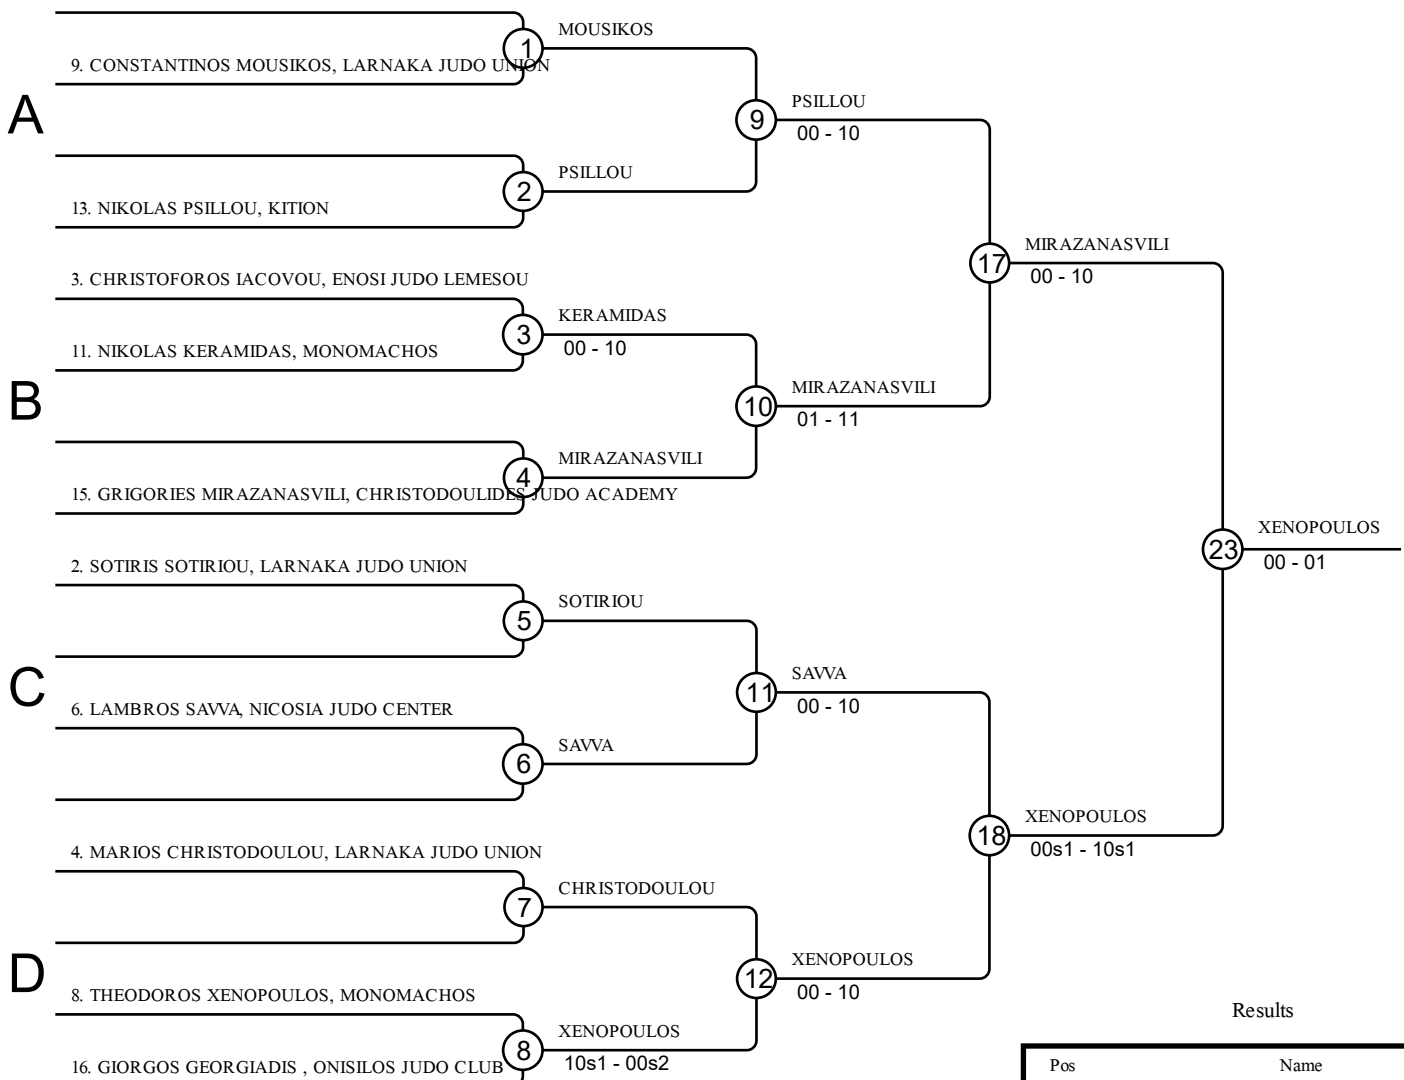 MOUSIKOS
1
9. CONSTANTINOS MOUSIKOS, LARNAKA JUDO UNION
A
PSILLOU
9
00 - 10
PSILLOU
2
13. NIKOLAS PSILLOU, KITION
MIRAZANASVILI
17
00 - 10
3. CHRISTOFOROS IACOVOU, ENOSI JUDO LEMESOU
KERAMIDAS
3
00 - 10
11. NIKOLAS KERAMIDAS, MONOMACHOS
B
MIRAZANASVILI
10
01 - 11
MIRAZANASVILI
4
15. GRIGORIES MIRAZANASVILI, CHRISTODOULIDES JUDO ACADEMY
XENOPOULOS
23
00 - 01
2. SOTIRIS SOTIRIOU, LARNAKA JUDO UNION
SOTIRIOU
5
C
SAVVA
11
00 - 10
6. LAMBROS SAVVA, NICOSIA JUDO CENTER
SAVVA
6
XENOPOULOS
18
00s1 - 10s1
4. MARIOS CHRISTODOULOU, LARNAKA JUDO UNION
CHRISTODOULOU
7
D
XENOPOULOS
12
00 - 10
8. THEODOROS XENOPOULOS, MONOMACHOS
XENOPOULOS
8
10s1 - 00s2
16. GIORGOS GEORGIADIS , ONISILOS JUDO CLUB
Results
Pos Name